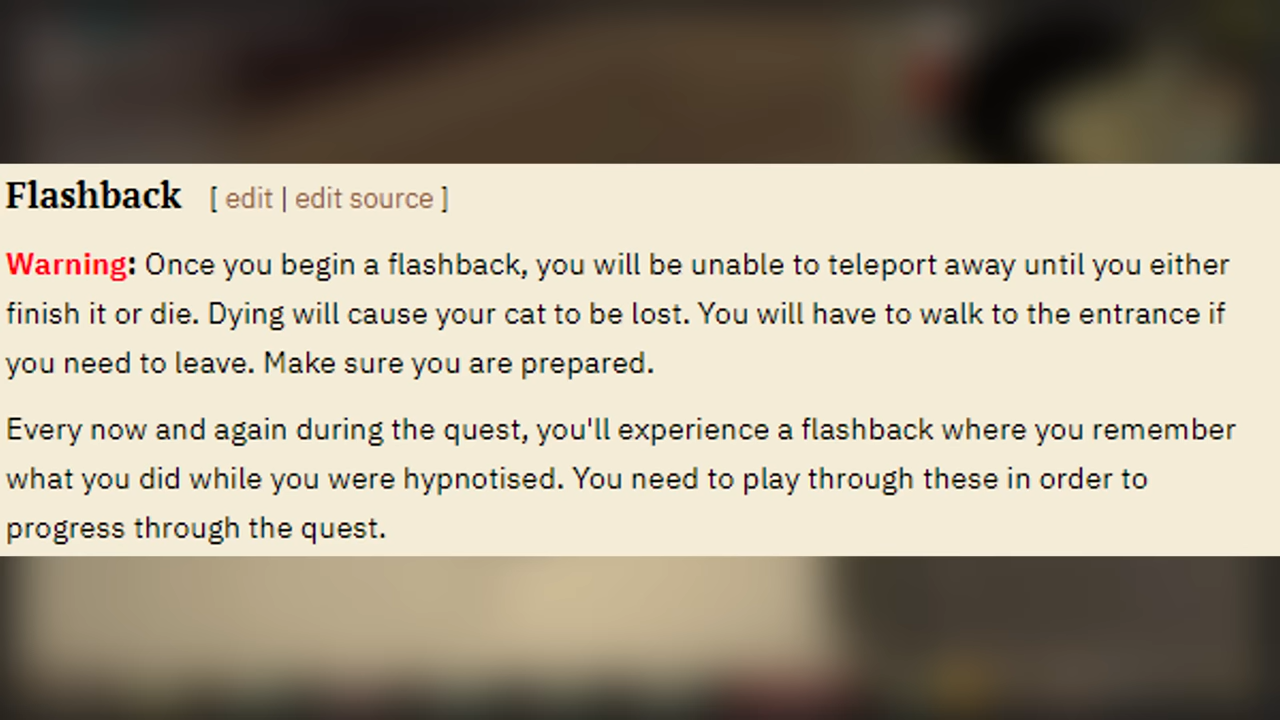 Flashback [ edit | edit source ]
Warning: Once you begin a flashback, you will be unable to teleport away until you either
finish it or die. Dying will cause your cat to be lost. You will have to walk to the entrance if
you need to leave. Make sure you are prepared.
Every now and again during the quest, you'll experience a flashback where you remember
what you did while you were hypnotised. You need to play through these in order to
progress through the quest.